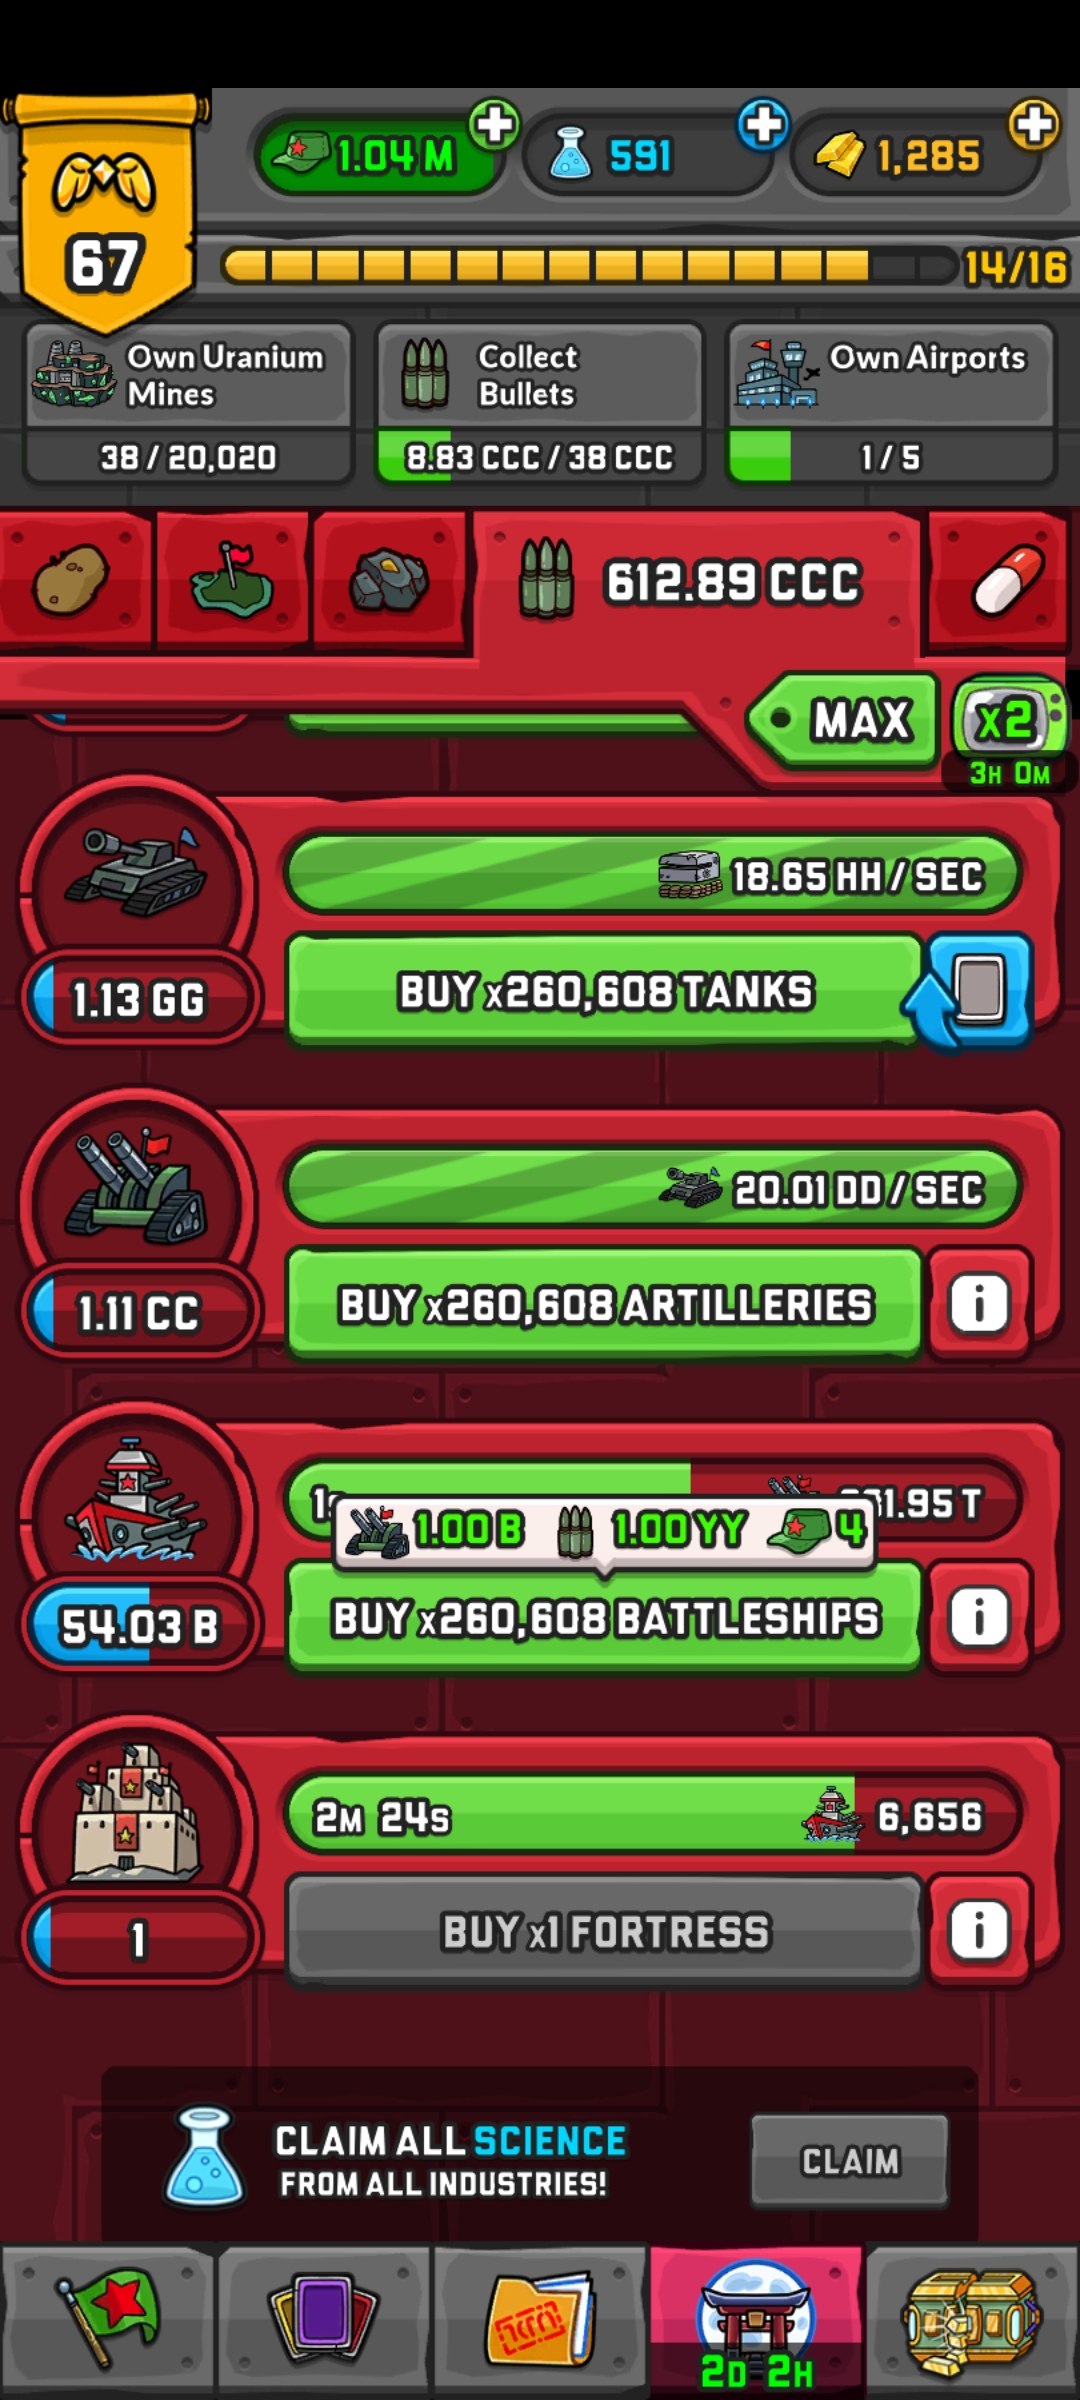 1.04 M
591
1,285
67
14/16
Own Uranium
Mines
38 / 20,020
Collect
Bullets
8.83 CCC / 38 CCC
Own Airports
1 / 5
612.89 CCC
MAX
x2
3H 0M
18.65 HH / SEC
1.13 GG
BUY x260,608 TANKS
20.01 DD / SEC
1.11 CC
BUY x260,608 ARTILLERIES
1.00 B
1.00 YY
4
54.03 B
BUY x260,608 BATTLESHIPS
2M 24S
6,656
1
BUY x1 FORTRESS
CLAIM ALL SCIENCE
FROM ALL INDUSTRIES!
CLAIM
2D 2H